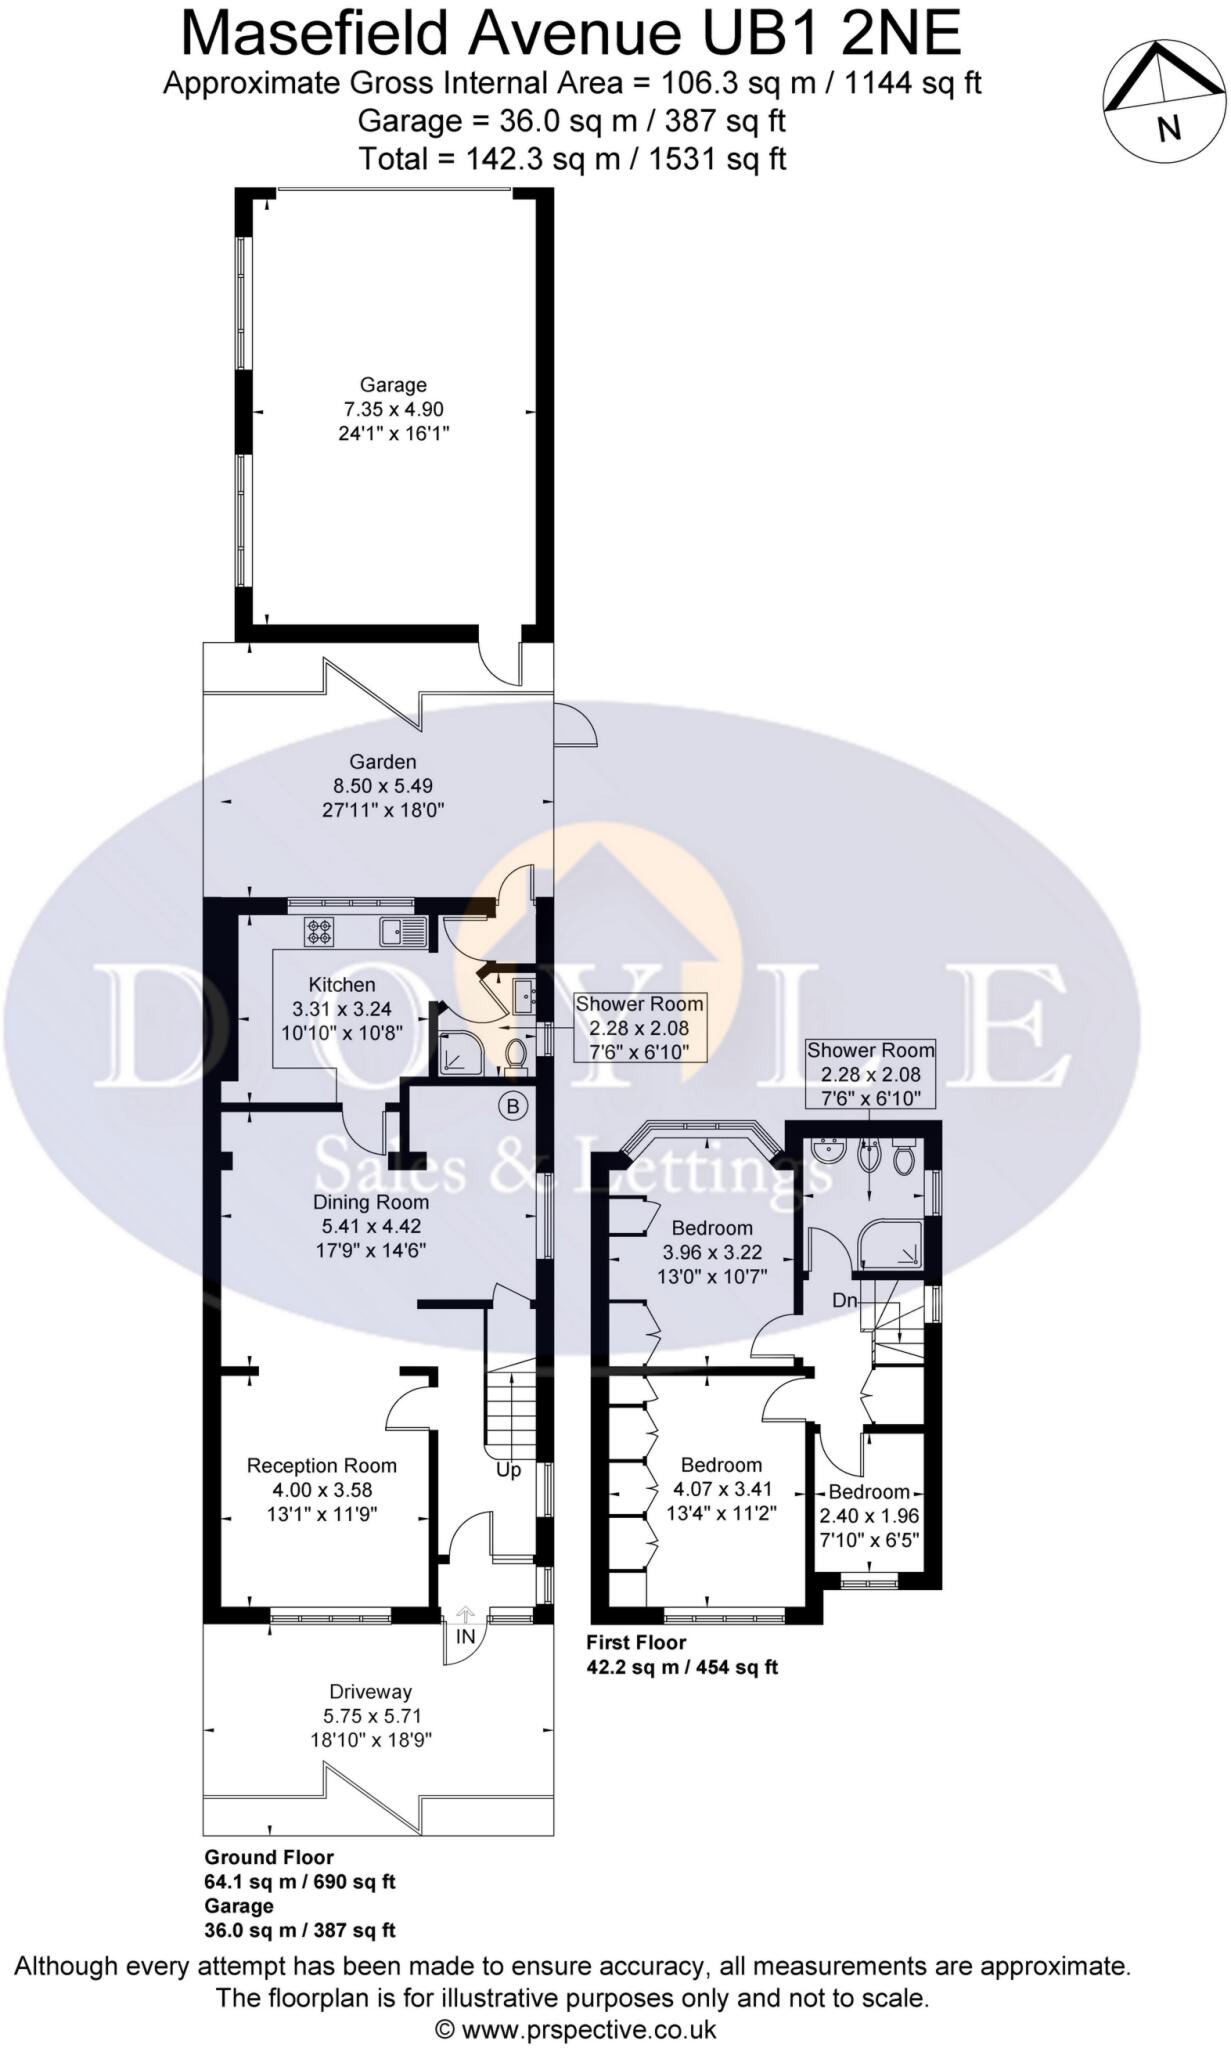 Masefield Avenue UB1 2NE
Approximate Gross Internal Area = 106.3 sq m / 1144 sq ft
Garage = 36.0 sq m / 387 sq ft
Total = 142.3 sq m / 1531 sq ft
N
Garage
7.35 x 4.90
24'1" x 16'1"
Garden
8.50 x 5.49
27'11" x 18'0"
DOYLE
Sales & Lettings
Kitchen
3.31 x 3.24
10'10" x 10'8"
Shower Room
2.28 x 2.08
7'6" x 6'10"
B
Dining Room
5.41 x 4.42
17'9" x 14'6"
Reception Room
4.00 x 3.58
13'1" x 11'9"
Up
IN
Driveway
5.75 x 5.71
18'10" x 18'9"
Shower Room
2.28 x 2.08
7'6" x 6'10"
Bedroom
3.96 x 3.22
13'0" x 10'7"
Dn
Bedroom
4.07 x 3.41
13'4" x 11'2"
Bedroom
2.40 x 1.96
7'10" x 6'5"
First Floor
42.2 sq m / 454 sq ft
Ground Floor
64.1 sq m / 690 sq ft
Garage
36.0 sq m / 387 sq ft
Although every attempt has been made to ensure accuracy, all measurements are approximate.
The floorplan is for illustrative purposes only and not to scale.
© www.prspective.co.uk